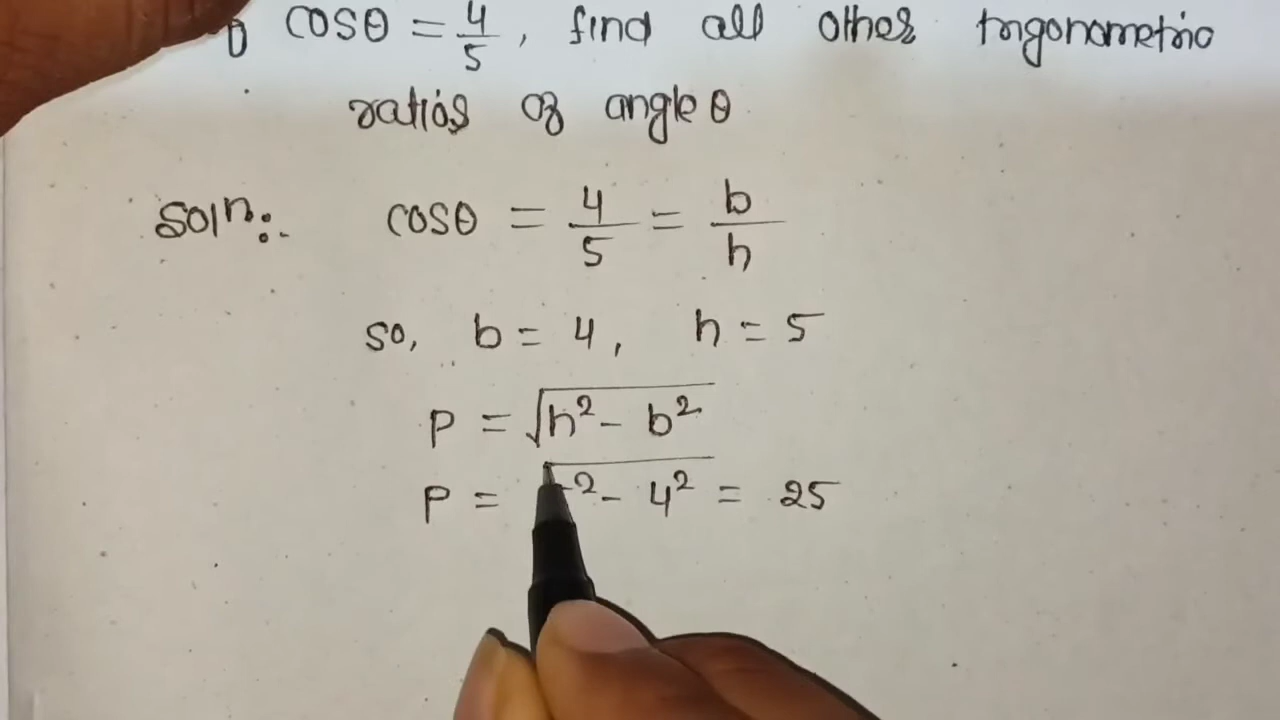 cosθ = 4/5, find all other trigonometric
ratios of angle θ
Soln:. cosθ = 4/5 = b/h
so, b = 4, h = 5
P = √h² - b²
P = ² - 4² = 25